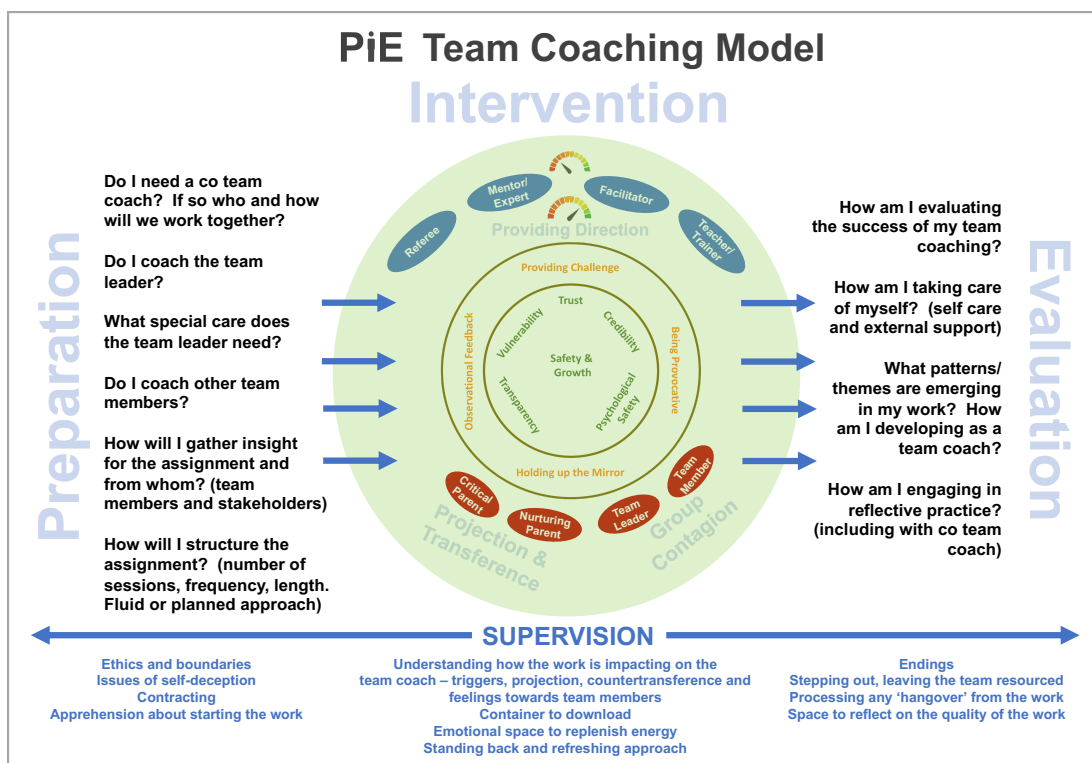 PiE Team Coaching Model
Intervention
Preparation
Do I need a co team
coach? If so who and how
will we work together?
Do I coach the team
leader?
What special care does
the team leader need?
Do I coach other team
members?
How will I gather insight
for the assignment and
from whom? (team
members and stakeholders)
How will I structure the
assignment? (number of
sessions, frequency, length.
Fluid or planned approach)
Referee
Mentor/
Expert
Facilitator
Teacher/
Trainer
Providing Direction
Providing Challenge
Observational Feedback
Being Provocative
Holding up the Mirror
Trust
Vulnerability
Credibility
Safety &
Growth
Transparency
Psychological
Safety
Critical
Parent
Nurturing
Parent
Team
Leader
Team
Member
Projection &
Transference
Group
Contagion
Evaluation
How am I evaluating
the success of my team
coaching?
How am I taking care
of myself? (self care
and external support)
What patterns/
themes are emerging
in my work? How
am I developing as a
team coach?
How am I engaging in
reflective practice?
(including with co team
coach)
SUPERVISION
Ethics and boundaries
Issues of self-deception
Contracting
Apprehension about starting the work
Understanding how the work is impacting on the
team coach – triggers, projection, countertransference and
feelings towards team members
Container to download
Emotional space to replenish energy
Standing back and refreshing approach
Endings
Stepping out, leaving the team resourced
Processing any ‘hangover’ from the work
Space to reflect on the quality of the work